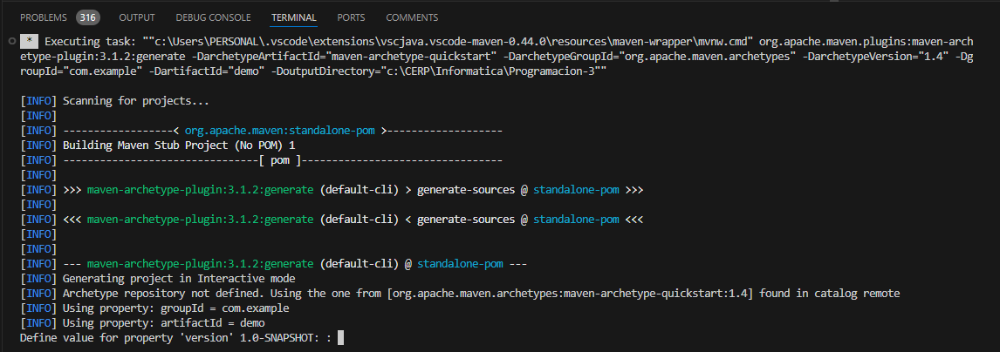 PROBLEMS 316 OUTPUT DEBUG CONSOLE TERMINAL PORTS COMMENTS
* Executing task: ""c:\Users\PERSONAL\.vscode\extensions\vscjava.vscode-maven-0.44.0\resources\maven-wrapper\mvnw.cmd" org.apache.maven.plugins:maven-arch
etype-plugin:3.1.2:generate -DarchetypeArtifactId="maven-archetype-quickstart" -DarchetypeGroupId="org.apache.maven.archetypes" -DarchetypeVersion="1.4" -Dg
roupId="com.example" -DartifactId="demo" -DoutputDirectory="c:\CERP\Informatica\Programacion-3""
[INFO] Scanning for projects...
[INFO]
[INFO] ------------------< org.apache.maven:standalone-pom >-------------------
[INFO] Building Maven Stub Project (No POM) 1
[INFO] --------------------------------[ pom ]---------------------------------
[INFO]
[INFO] >>> maven-archetype-plugin:3.1.2:generate (default-cli) > generate-sources @ standalone-pom >>>
[INFO]
[INFO] <<< maven-archetype-plugin:3.1.2:generate (default-cli) < generate-sources @ standalone-pom <<<
[INFO]
[INFO]
[INFO] --- maven-archetype-plugin:3.1.2:generate (default-cli) @ standalone-pom ---
[INFO] Generating project in Interactive mode
[INFO] Archetype repository not defined. Using the one from [org.apache.maven.archetypes:maven-archetype-quickstart:1.4] found in catalog remote
[INFO] Using property: groupId = com.example
[INFO] Using property: artifactId = demo
Define value for property 'version' 1.0-SNAPSHOT: :